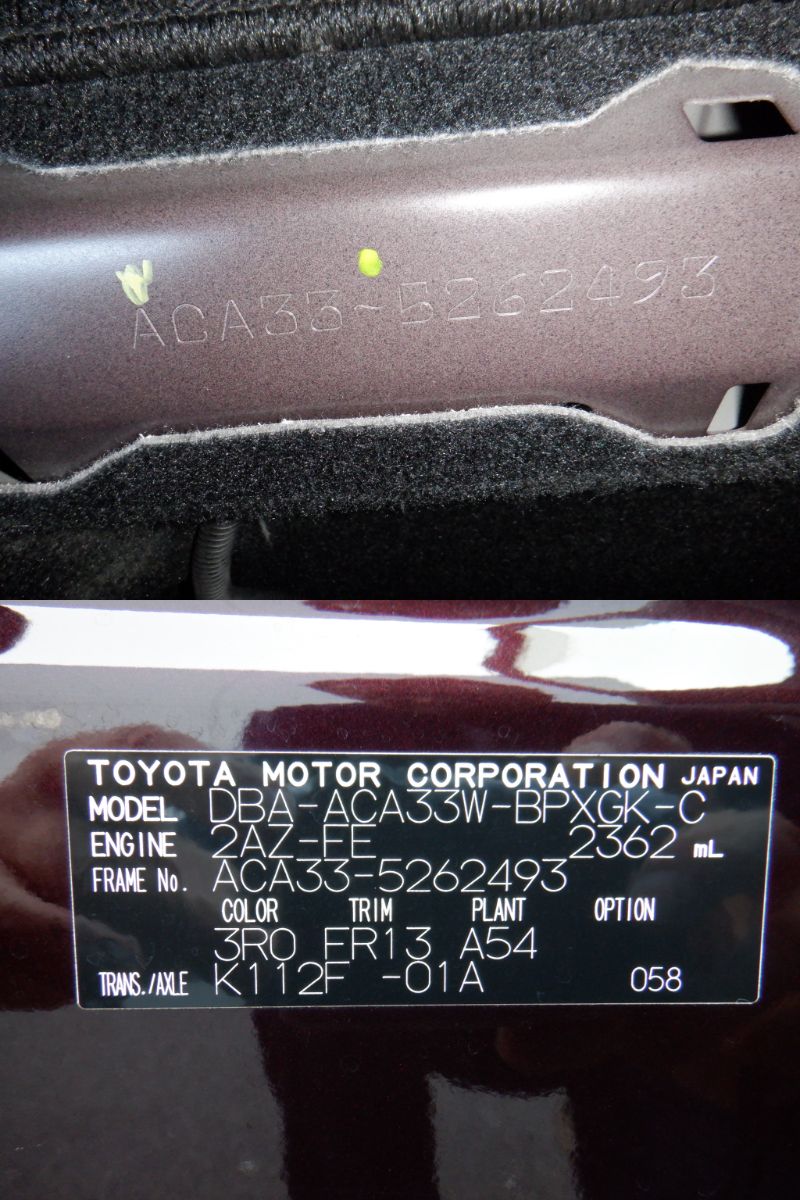 ACA33-5262493
TOYOTA MOTOR CORPORATION JAPAN
MODEL DBA-ACA33W-BPXGK-C
ENGINE 2AZ-FE 2362 mL
FRAME No. ACA33-5262493
COLOR TRIM PLANT OPTION
3R0 FR13 A54
TRANS./AXLE K112F -01A 058